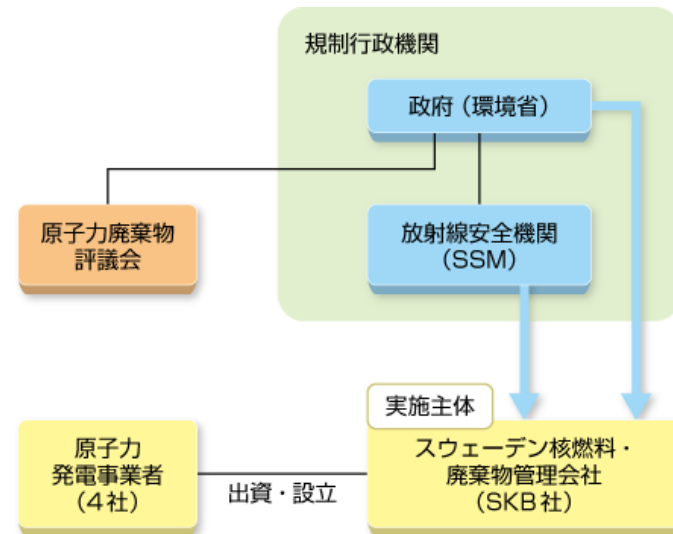 規制行政機関
政府（環境省）
原子力廃棄物
評議会
放射線安全機関
（SSM）
実施主体
原子力
発電事業者
（4社）
出資・設立
スウェーデン核燃料・
廃棄物管理会社
（SKB社）